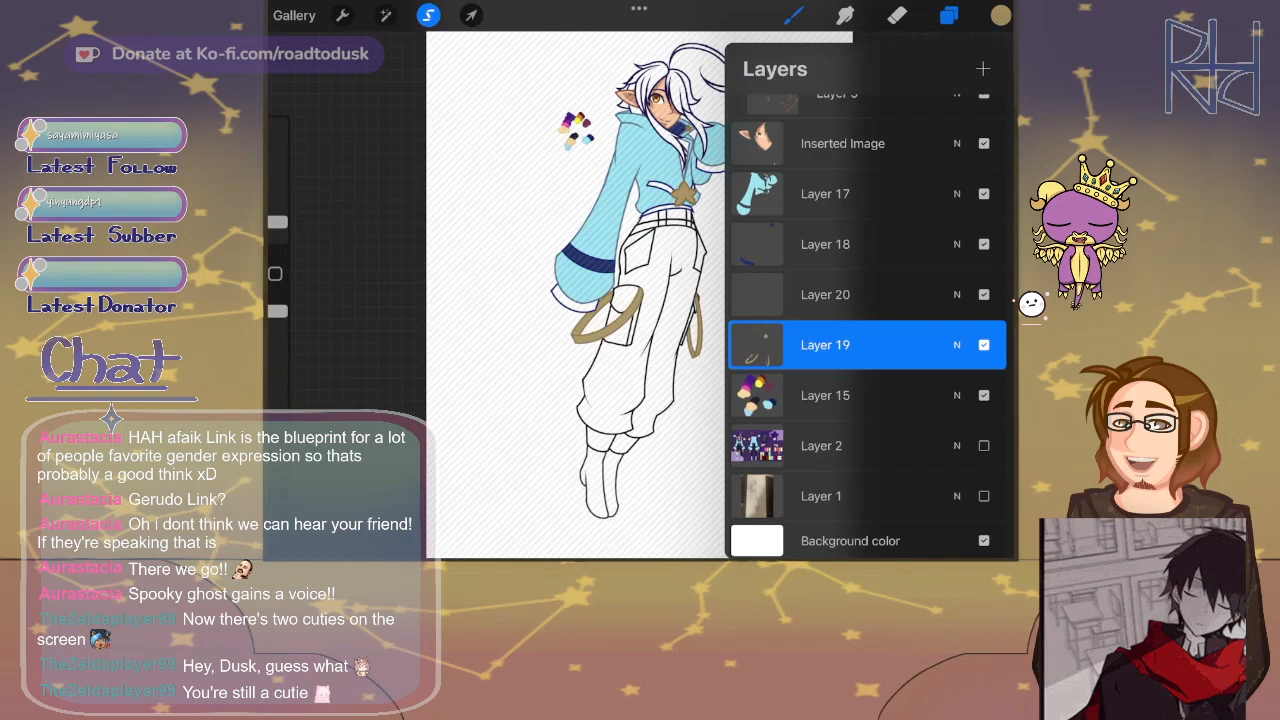 Gallery
Donate at Ko-fi.com/roadtodusk
Layers
Inserted Image N
Layer 17 N
Layer 18 N
Layer 20 N
Layer 19 N
Layer 15 N
Layer 2 N
Layer 1 N
Background color
sayamimiyasa
Latest Follow
yinyangdp1
Latest Subber
Latest Donator
Chat
Aurastacia HAH afaik Link is the blueprint for a lot
of people favorite gender expression so thats
probably a good think xD
Aurastacia Gerudo Link?
Aurastacia Oh i dont think we can hear your friend!
If they're speaking that is
Aurastacia There we go!!
Aurastacia Spooky ghost gains a voice!!
TheZeldaplayer99 Now there's two cuties on the
screen
TheZeldaplayer99 Hey, Dusk, guess what
TheZeldaplayer99 You're still a cutie